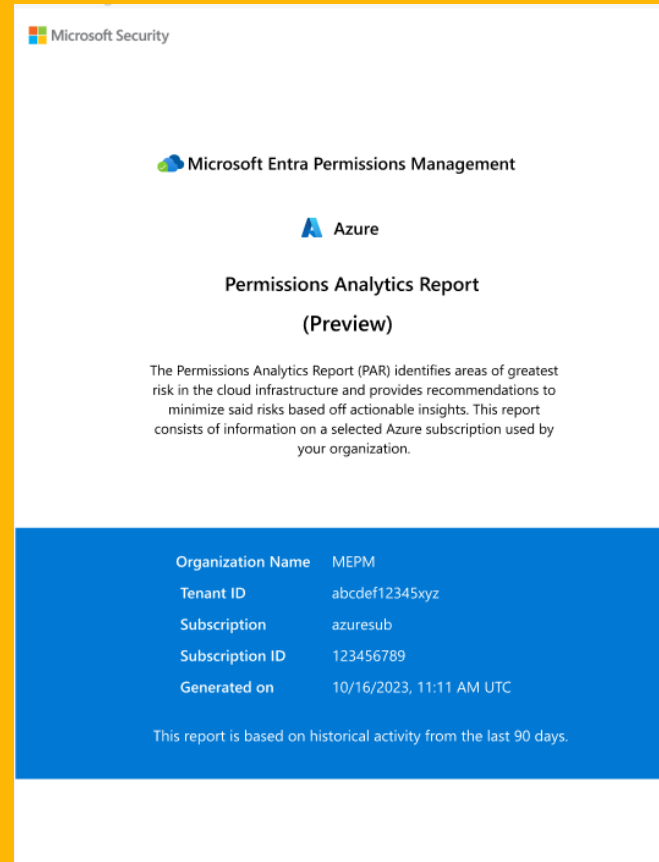 Microsoft Security
Microsoft Entra Permissions Management
Azure
Permissions Analytics Report
(Preview)
The Permissions Analytics Report (PAR) identifies areas of greatest
risk in the cloud infrastructure and provides recommendations to
minimize said risks based off actionable insights. This report
consists of information on a selected Azure subscription used by
your organization.
Organization Name MEPM
Tenant ID abcdef12345xyz
Subscription azuresub
Subscription ID 123456789
Generated on 10/16/2023, 11:11 AM UTC
This report is based on historical activity from the last 90 days.